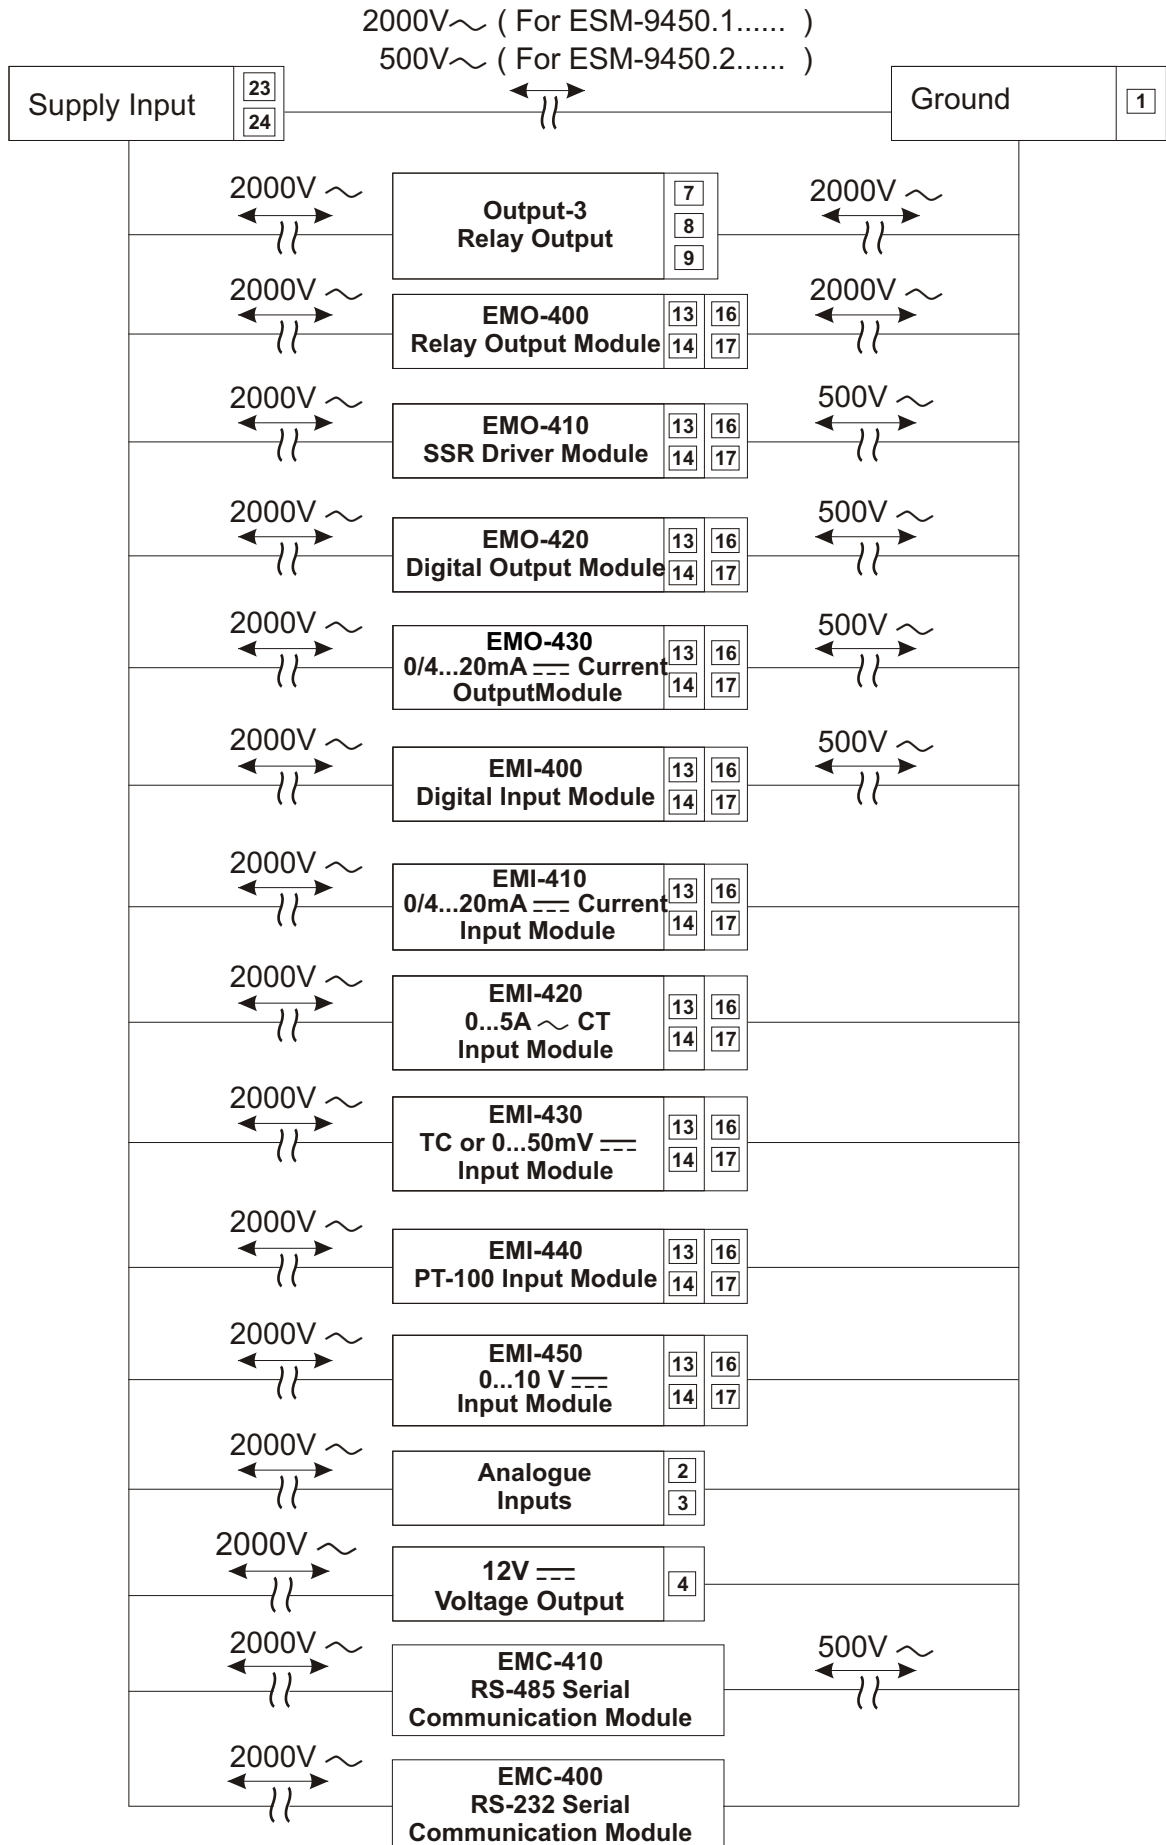 2000V～ ( For ESM-9450.1...... )
500V～ ( For ESM-9450.2...... )
Supply Input
23
24
Ground
1
2000V ～
Output-3
Relay Output
7
8
9
2000V ～
2000V ～
EMO-400
Relay Output Module
13 16
14 17
2000V ～
2000V ～
EMO-410
SSR Driver Module
13 16
14 17
500V ～
2000V ～
EMO-420
Digital Output Module
13 16
14 17
500V ～
2000V ～
EMO-430
0/4...20mA ⎓ Current
OutputModule
13 16
14 17
500V ～
2000V ～
EMI-400
Digital Input Module
13 16
14 17
500V ～
2000V ～
EMI-410
0/4...20mA ⎓ Current
Input Module
13 16
14 17
2000V ～
EMI-420
0...5A ～ CT
Input Module
13 16
14 17
2000V ～
EMI-430
TC or 0...50mV ⎓
Input Module
13 16
14 17
2000V ～
EMI-440
PT-100 Input Module
13 16
14 17
2000V ～
EMI-450
0...10 V ⎓
Input Module
13 16
14 17
2000V ～
Analogue
Inputs
2
3
2000V ～
12V ⎓
Voltage Output
4
2000V ～
EMC-410
RS-485 Serial
Communication Module
500V ～
2000V ～
EMC-400
RS-232 Serial
Communication Module